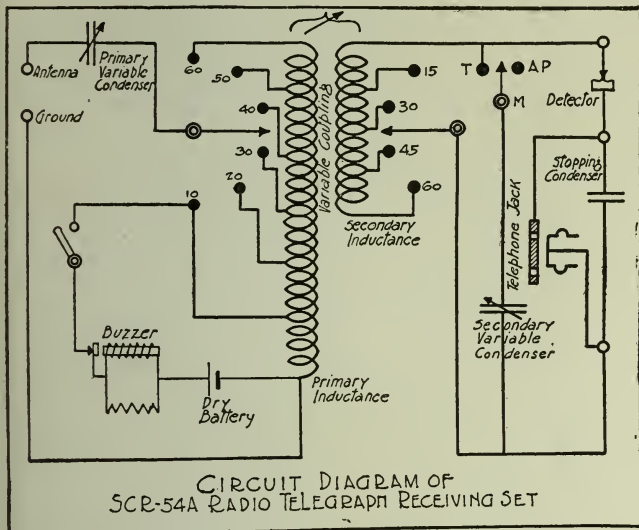 Antenna
Primary
Variable
Condenser
Ground
60
50
40
30
20
10
Buzzer
Dry
Battery
Primary
Inductance
Variable Coupling
15
30
45
60
Secondary
Inductance
T
AP
M
Detector
Stopping
Condenser
Telephone Jack
Secondary
Variable
Condenser
CIRCUIT DIAGRAM OF
SCR-54A RADIO TELEGRAPH RECEIVING SET